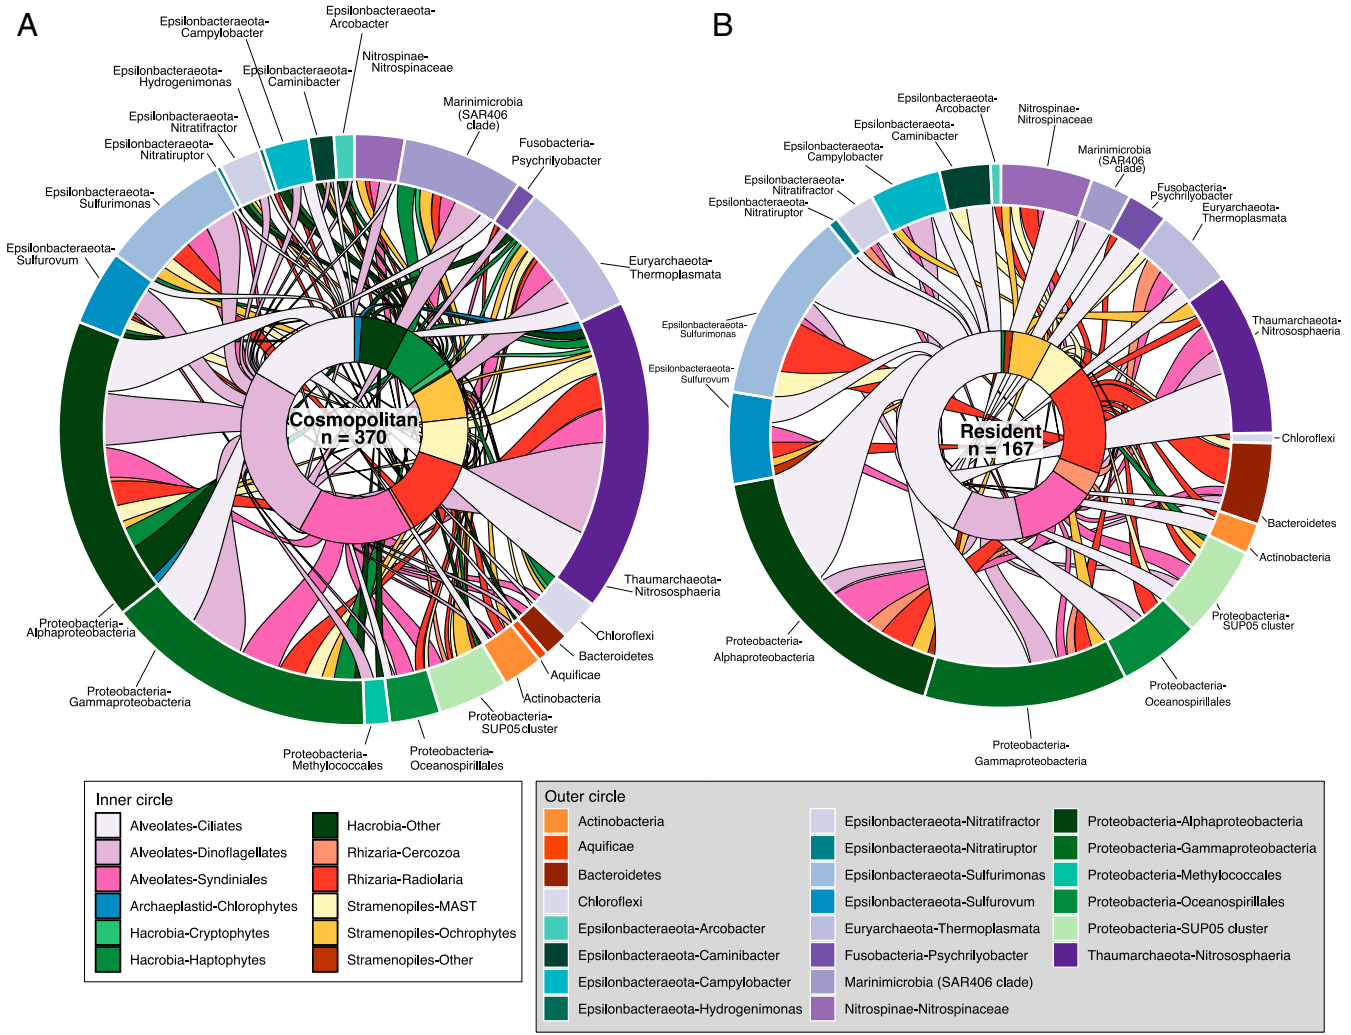 A
Epsilonbacteraeota-
Arcobacter
Epsilonbacteraeota-
Campylobacter
Nitrospinae-
Nitrospinaceae
Epsilonbacteraeota-
Hydrogenimonas
Epsilonbacteraeota-
Caminibacter
Marinimicrobia
(SAR406
clade)
Epsilonbacteraeota-
Nitratifractor
Fusobacteria-
Psychrilyobacter
Epsilonbacteraeota-
Nitratiruptor
Epsilonbacteraeota-
Sulfurimonas
Epsilonbacteraeota-
Sulfurovum
Euryarchaeota-
Thermoplasmata
Cosmopolitan
n = 370
Thaumarchaeota-
Nitrososphaeria
Proteobacteria-
Alphaproteobacteria
Chloroflexi
Bacteroidetes
Aquificae
Actinobacteria
Proteobacteria-
Gammaproteobacteria
Proteobacteria-
SUP05 cluster
Proteobacteria-
Methylococcales
Proteobacteria-
Oceanospirillales
B
Epsilonbacteraeota-
Arcobacter
Nitrospinae-
Nitrospinaceae
Epsilonbacteraeota-
Caminibacter
Epsilonbacteraeota-
Campylobacter
Marinimicrobia
(SAR406
clade)
Epsilonbacteraeota-
Nitratifractor
Fusobacteria-
Psychrilyobacter
Epsilonbacteraeota-
Nitratiruptor
Euryarchaeota-
Thermoplasmata
Epsilonbacteraeota-
Sulfurimonas
Thaumarchaeota-
Nitrososphaeria
Epsilonbacteraeota-
Sulfurovum
Resident
n = 167
Chloroflexi
Bacteroidetes
Actinobacteria
Proteobacteria-
SUP05 cluster
Proteobacteria-
Alphaproteobacteria
Proteobacteria-
Oceanospirillales
Proteobacteria-
Gammaproteobacteria
Inner circle
Alveolates-Ciliates
Alveolates-Dinoflagellates
Alveolates-Syndiniales
Archaeplastid-Chlorophytes
Hacrobia-Cryptophytes
Hacrobia-Haptophytes
Hacrobia-Other
Rhizaria-Cercozoa
Rhizaria-Radiolaria
Stramenopiles-MAST
Stramenopiles-Ochrophytes
Stramenopiles-Other
Outer circle
Actinobacteria
Aquificae
Bacteroidetes
Chloroflexi
Epsilonbacteraeota-Arcobacter
Epsilonbacteraeota-Caminibacter
Epsilonbacteraeota-Campylobacter
Epsilonbacteraeota-Hydrogenimonas
Epsilonbacteraeota-Nitratifractor
Epsilonbacteraeota-Nitratiruptor
Epsilonbacteraeota-Sulfurimonas
Epsilonbacteraeota-Sulfurovum
Euryarchaeota-Thermoplasmata
Fusobacteria-Psychrilyobacter
Marinimicrobia (SAR406 clade)
Nitrospinae-Nitrospinaceae
Proteobacteria-Alphaproteobacteria
Proteobacteria-Gammaproteobacteria
Proteobacteria-Methylococcales
Proteobacteria-Oceanospirillales
Proteobacteria-SUP05 cluster
Thaumarchaeota-Nitrososphaeria